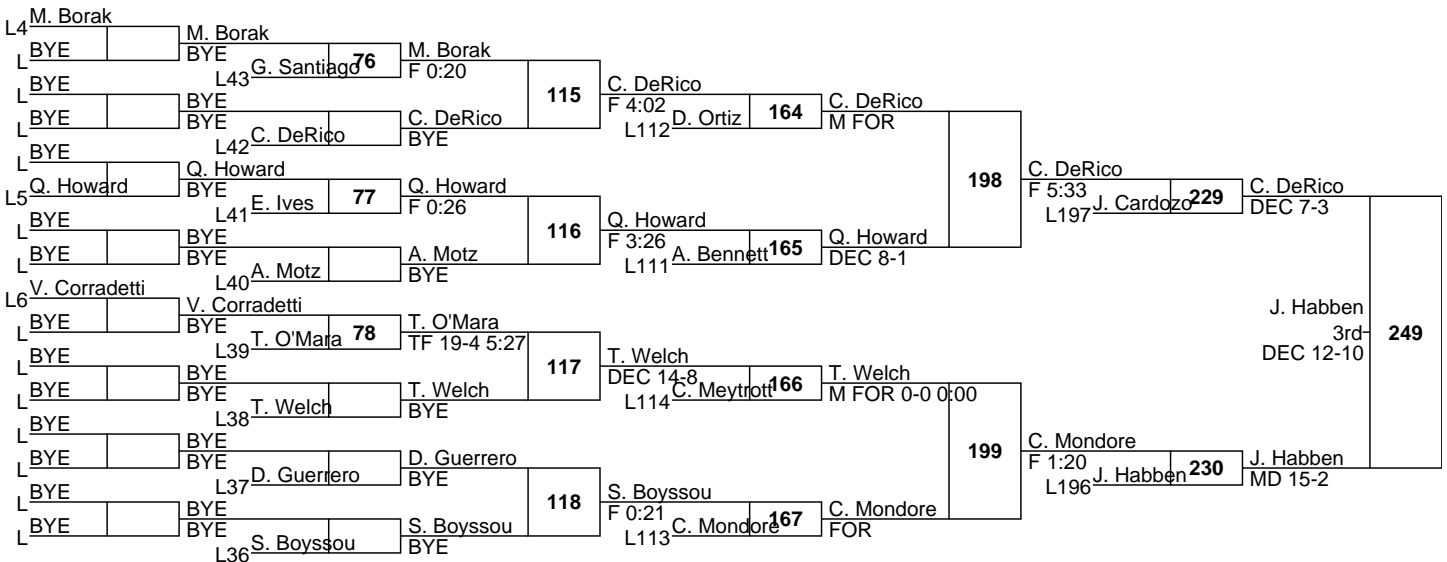 L4 M. Borak
L BYE
L BYE
L BYE
L BYE
L5 Q. Howard
L BYE
L BYE
L6 V. Corradetti
L BYE
L BYE
L BYE
L BYE
L BYE
L BYE
L BYE
M. Borak
BYE
L43 G. Santiago
76
BYE
BYE
L42 C. DeRico
Q. Howard
BYE
L41 E. Ives
77
BYE
BYE
L40 A. Motz
V. Corradetti
BYE
L39 T. O'Mara
78
BYE
BYE
L38 T. Welch
BYE
BYE
L37 D. Guerrero
BYE
BYE
L36 S. Boyssou
M. Borak
F 0:20
115
C. DeRico
BYE
Q. Howard
F 0:26
116
A. Motz
BYE
T. O'Mara
TF 19-4 5:27
117
T. Welch
BYE
D. Guerrero
BYE
118
S. Boyssou
BYE
C. DeRico
F 4:02
L112 D. Ortiz
164
Q. Howard
F 3:26
L111 A. Bennett
165
T. Welch
DEC 14-8
L114 C. Meytrott
166
S. Boyssou
F 0:21
L113 C. Mondore
167
C. DeRico
M FOR
198
Q. Howard
DEC 8-1
T. Welch
M FOR 0-0 0:00
199
C. Mondore
FOR
C. DeRico
F 5:33
L197 J. Cardozo
229
C. Mondore
F 1:20
L196 J. Habben
230
C. DeRico
DEC 7-3
J. Habben
MD 15-2
249
J. Habben
3rd
DEC 12-10